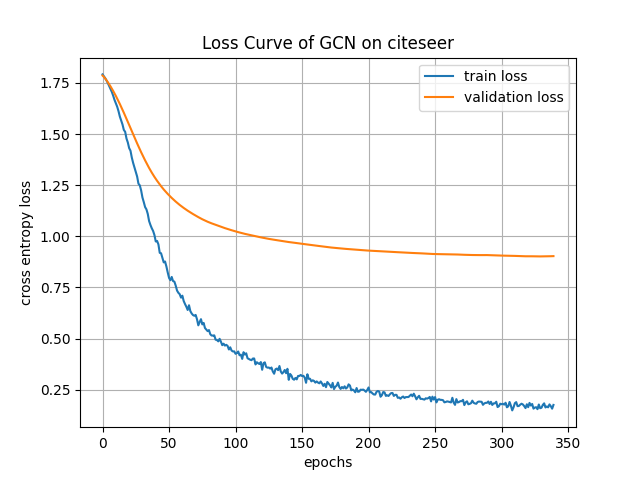 Loss Curve of GCN on citeseer
train loss
validation loss
cross entropy loss
1.75
1.50
1.25
1.00
0.75
0.50
0.25
0 50 100 150 200 250 300 350
epochs